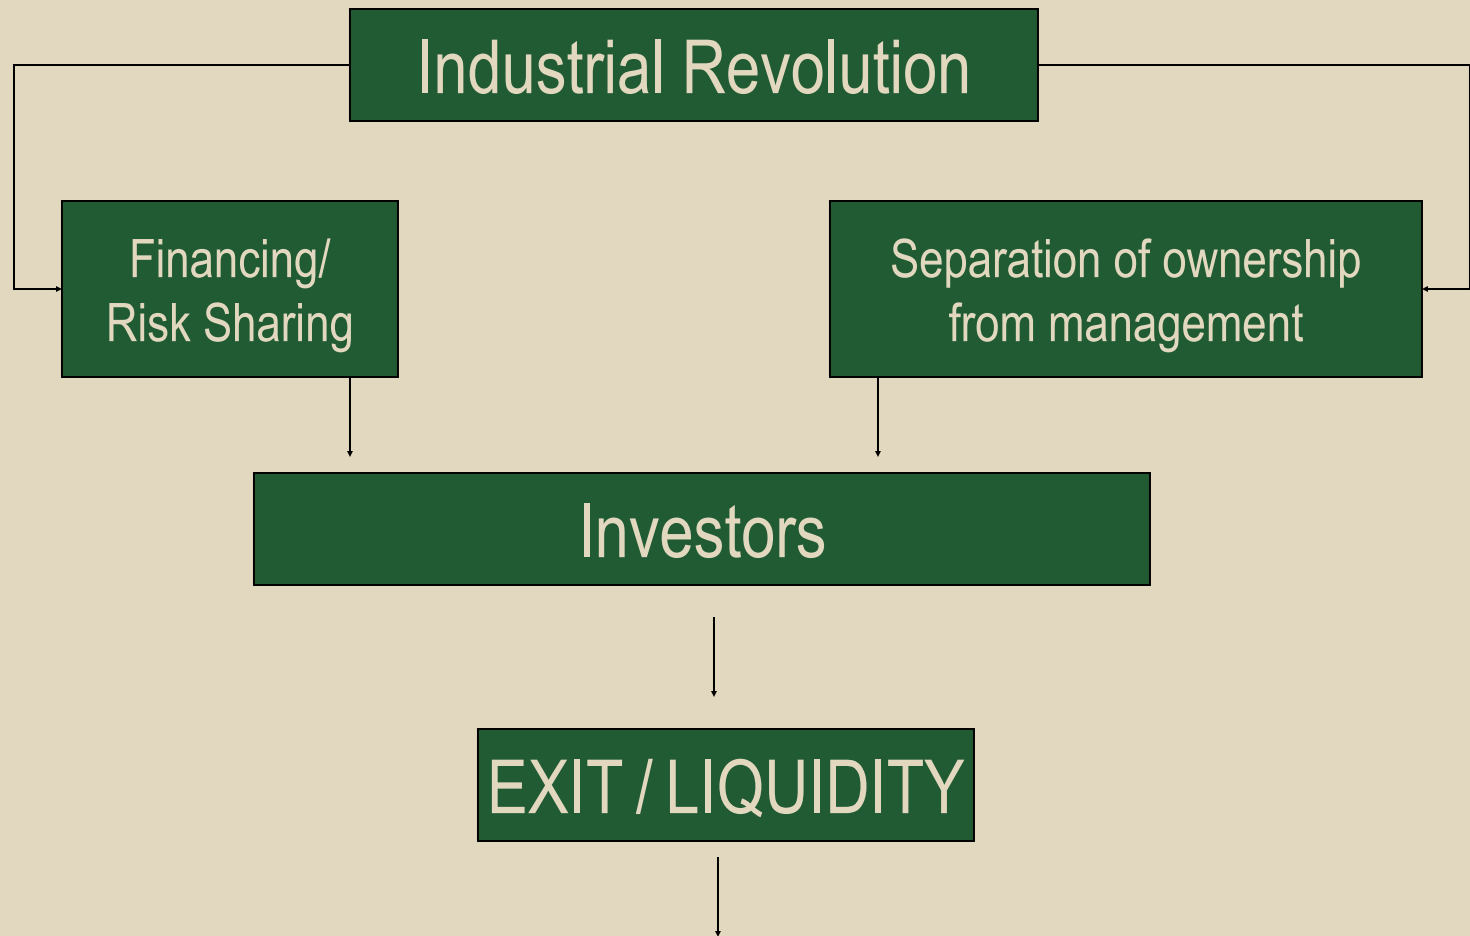 Industrial Revolution
Financing/
Risk Sharing
Separation of ownership
from management
Investors
EXIT / LIQUIDITY